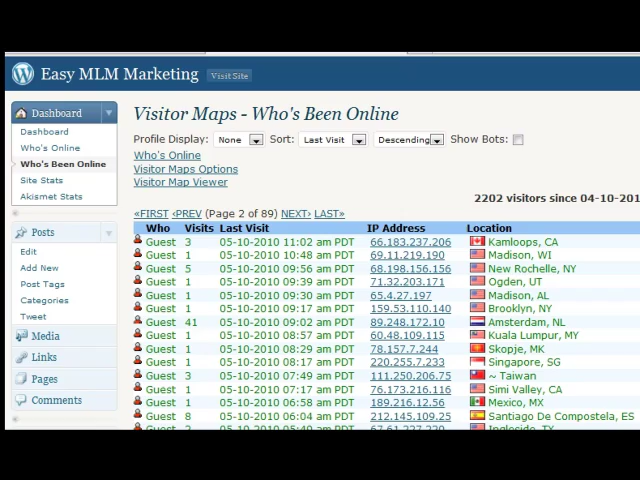 Easy MLM Marketing Visit Site
Dashboard
Dashboard
Who's Online
Who's Been Online
Site Stats
Akismet Stats
Posts
Edit
Add New
Post Tags
Categories
Tweet
Media
Links
Pages
Comments
Visitor Maps - Who's Been Online
Profile Display: None Sort: Last Visit Descending Show Bots:
Who's Online
Visitor Maps Options
Visitor Map Viewer
2202 visitors since 04-10-201
«FIRST ‹PREV (Page 2 of 89) NEXT› LAST»
Who Visits Last Visit IP Address Location
Guest 3 05-10-2010 11:02 am PDT 66.183.237.206 Kamloops, CA
Guest 1 05-10-2010 10:48 am PDT 69.11.219.190 Madison, WI
Guest 5 05-10-2010 09:56 am PDT 68.198.156.156 New Rochelle, NY
Guest 1 05-10-2010 09:39 am PDT 71.32.203.171 Ogden, UT
Guest 1 05-10-2010 09:30 am PDT 65.4.27.197 Madison, AL
Guest 1 05-10-2010 09:17 am PDT 159.53.110.140 Brooklyn, NY
Guest 41 05-10-2010 09:02 am PDT 89.248.172.10 Amsterdam, NL
Guest 1 05-10-2010 08:57 am PDT 60.48.109.115 Kuala Lumpur, MY
Guest 1 05-10-2010 08:29 am PDT 78.157.7.244 Skopje, MK
Guest 1 05-10-2010 08:17 am PDT 220.255.7.233 Singapore, SG
Guest 3 05-10-2010 07:49 am PDT 111.250.206.75 ~ Taiwan
Guest 1 05-10-2010 07:17 am PDT 76.173.216.116 Simi Valley, CA
Guest 1 05-10-2010 06:58 am PDT 189.216.12.56 Mexico, MX
Guest 8 05-10-2010 06:04 am PDT 212.145.109.25 Santiago De Compostela, ES
Guest 2 05-10-2010 am PDT Ingleside, TX